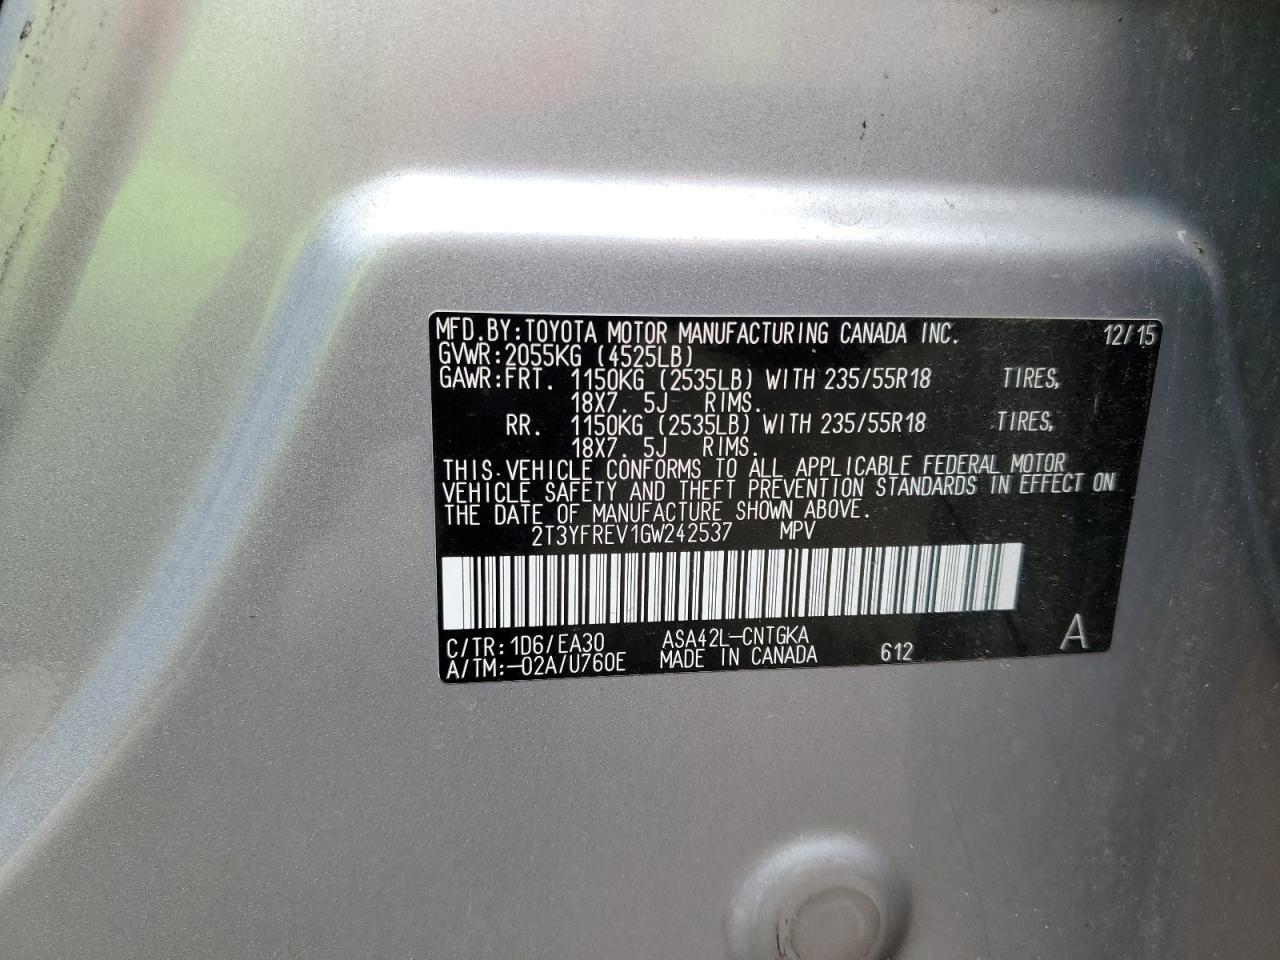 MFD.BY:TOYOTA MOTOR MANUFACTURING CANADA INC. 12/15
GVWR:2055KG (4525LB)
GAWR:FRT. 1150KG (2535LB) WITH 235/55R18 TIRES,
18X7. 5J RIMS.
RR. 1150KG (2535LB) WITH 235/55R18 TIRES,
18X7. 5J RIMS.
THIS VEHICLE CONFORMS TO ALL APPLICABLE FEDERAL MOTOR
VEHICLE SAFETY AND THEFT PREVENTION STANDARDS IN EFFECT ON
THE DATE OF MANUFACTURE SHOWN ABOVE.
2T3YFREV1GW242537 MPV
C/TR:1D6/EA30 ASA42L-CNTGKA A
A/TM:-02A/U760E MADE IN CANADA 612